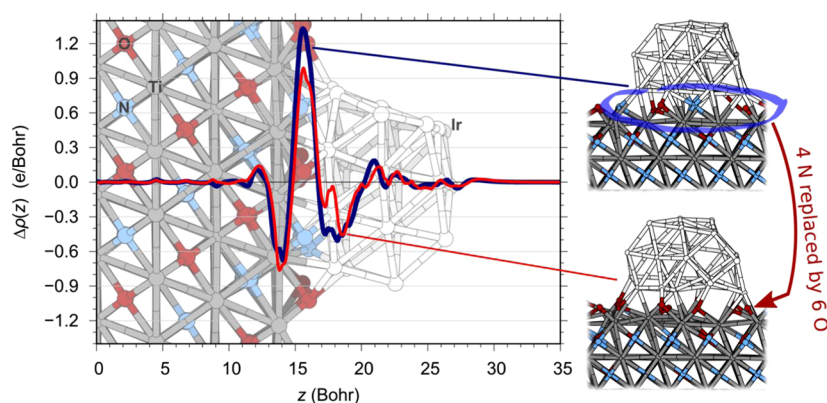 1.2
0.9
0.6
0.3
0.0
−0.3
−0.6
−0.9
−1.2
Δρ(z) (e/Bohr)
O
Ti
N
Ir
0 5 10 15 20 25 30 35
z (Bohr)
4 N replaced by 6 O